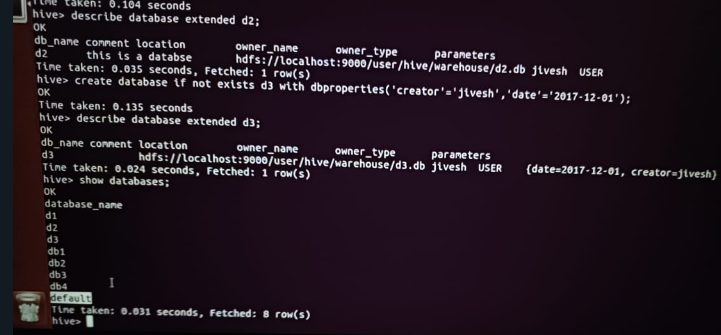 Time taken: 0.104 seconds
hive> describe database extended d2;
OK
db_name comment location owner_name owner_type parameters
d2 this is a databse hdfs://localhost:9000/user/hive/warehouse/d2.db jivesh USER
Time taken: 0.035 seconds, Fetched: 1 row(s)
hive> create database if not exists d3 with dbproperties('creator'='jivesh','date'='2017-12-01');
OK
Time taken: 0.135 seconds
hive> describe database extended d3;
OK
db_name comment location owner_name owner_type parameters
d3 hdfs://localhost:9000/user/hive/warehouse/d3.db jivesh USER {date=2017-12-01, creator=jivesh}
Time taken: 0.024 seconds, Fetched: 1 row(s)
hive> show databases;
OK
database_name
d1
d2
d3
db1
db2
db3
db4
default
Time taken: 0.031 seconds, Fetched: 8 row(s)
hive>